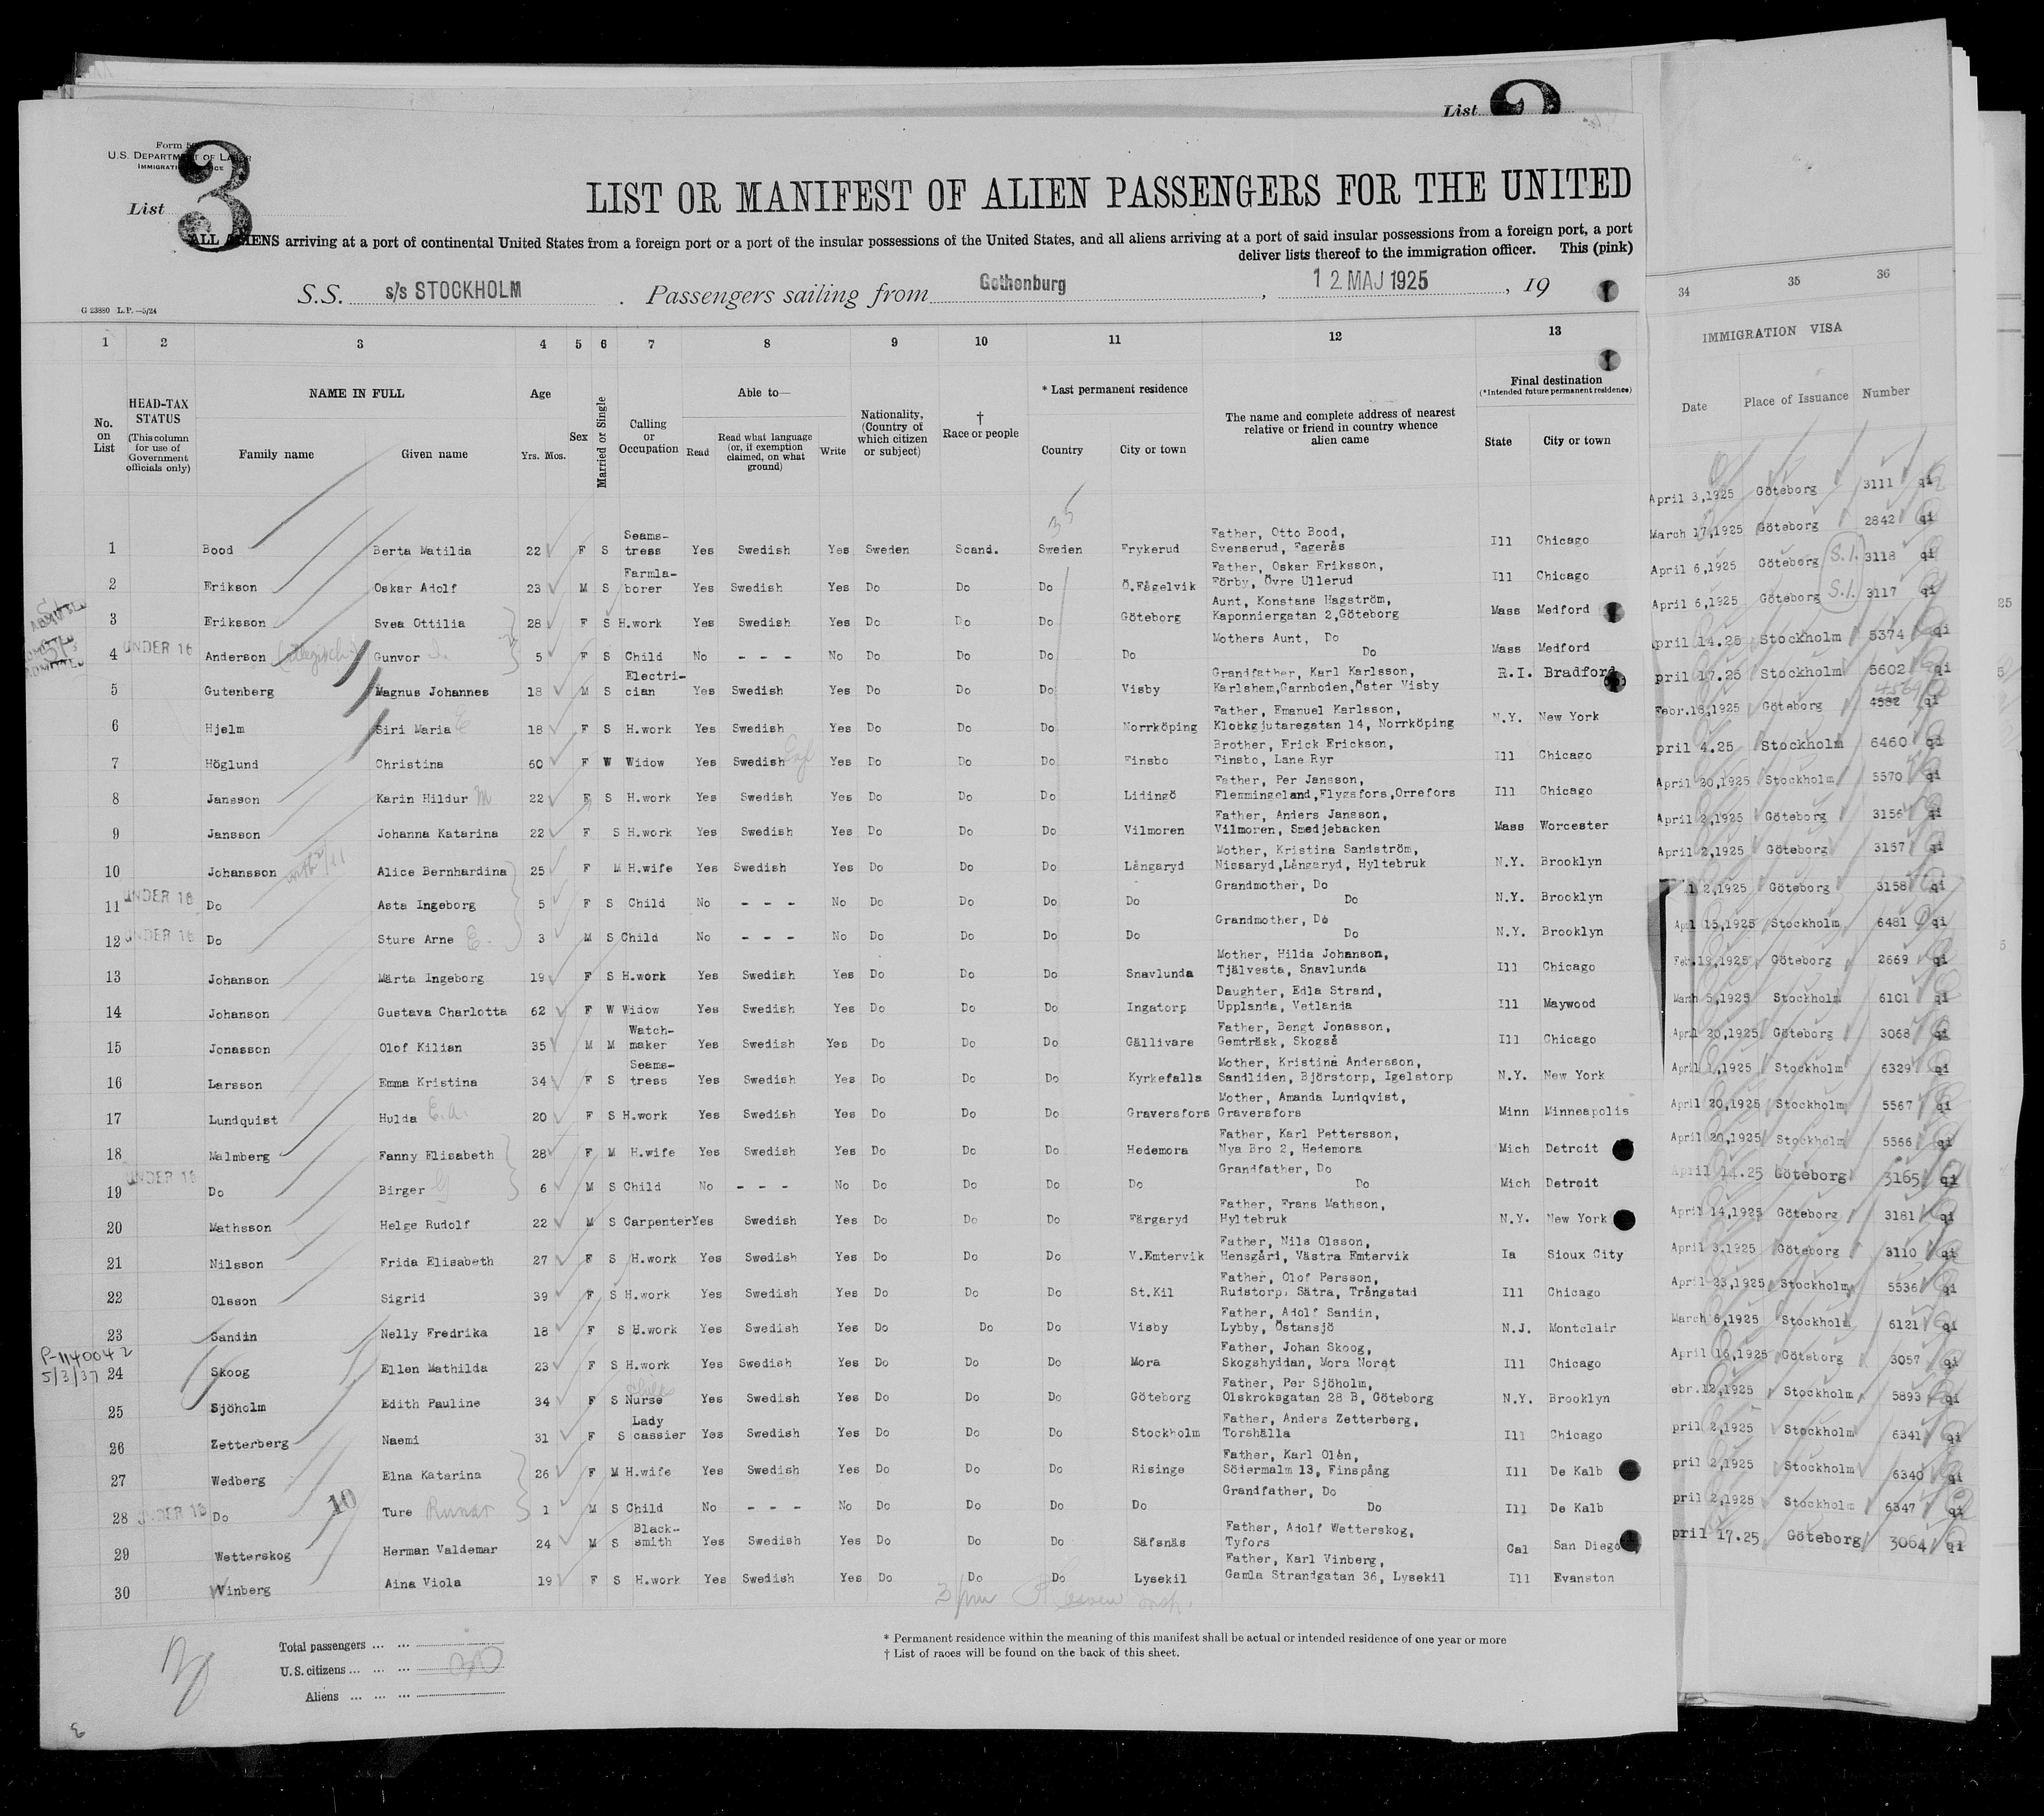 List
Form
U.S. DEPARTMENT OF LABOR
IMMIGRATION SERVICE
List 3
LIST OR MANIFEST OF ALIEN PASSENGERS FOR THE UNITED
ALL ALIENS arriving at a port of continental United States from a foreign port or a port of the insular possessions of the United States, and all aliens arriving at a port of said insular possessions from a foreign port, a port
deliver lists thereof to the immigration officer. This (pink)
S.S. s/s STOCKHOLM . Passengers sailing from Gothenburg , 12 MAJ 1925 , 19
G 23880 L.P.—5/24
1 2 3 4 5 6 7 8 9 10 11 12 13
34 35 36
IMMIGRATION VISA
Date Place of Issuance Number
No. on List
HEAD-TAX STATUS (This column for use of Government officials only)
NAME IN FULL
Family name Given name
Age
Yrs. Mos.
Sex
Married or Single
Calling or Occupation
Able to—
Read
Read what language (or, if exemption claimed, on what ground)
Write
Nationality, (Country of which citizen or subject)
† Race or people
* Last permanent residence
Country City or town
The name and complete address of nearest relative or friend in country whence alien came
Final destination
(*Intended future permanent residence)
State City or town
1 Bood Berta Matilda 22 F S Seams-tress Yes Swedish Yes Sweden Scand. Sweden Frykerud Father, Otto Bood, Svenserud, Fagerås Ill Chicago
2 Erikson Oskar Adolf 23 M S Farmla-borer Yes Swedish Yes Do Do Do Ö.Fågelvik Father, Oskar Eriksson, Förby, Övre Ullerud Ill Chicago
3 Eriksson Svea Ottilia 28 F S H.work Yes Swedish Yes Do Do Do Göteborg Aunt, Konstans Hagström, Kaponniergatan 2,Göteborg Mass Medford
4 UNDER 16 Anderson Gunvor 5 F S Child No - - - No Do Do Do Do Mothers Aunt, Do Do Mass Medford
5 Gutenberg Magnus Johannes 18 M S Electri-cian Yes Swedish Yes Do Do Do Visby Grandfather, Karl Karlsson, Karlshem,Garnboden,Öster Visby R.I. Bradford
6 Hjelm Siri Maria E 18 F S H.work Yes Swedish Yes Do Do Do Norrköping Father, Emanuel Karlsson, Klockgjutaregatan 14, Norrköping N.Y. New York
7 Höglund Christina 60 F W Widow Yes Swedish Engl Yes Do Do Do Finsbo Brother, Erick Erickson, Finsbo, Lane Ryr Ill Chicago
8 Jansson Karin Hildur M 22 F S H.work Yes Swedish Yes Do Do Do Lidingö Father, Per Jansson, Flemmingeland,Flygsfors,Orrefors Ill Chicago
9 Jansson Johanna Katarina 22 F S H.work Yes Swedish Yes Do Do Do Vilmoren Father, Anders Jansson, Vilmoren, Smedjebacken Mass Worcester
10 Johansson Alice Bernhardina 25 F M H.wife Yes Swedish Yes Do Do Do Långaryd Mother, Kristina Sandström, Nissaryd,Långaryd, Hyltebruk N.Y. Brooklyn
11 UNDER 16 Do Asta Ingeborg 5 F S Child No - - - No Do Do Do Do Grandmother, Do Do N.Y. Brooklyn
12 UNDER 16 Do Sture Arne E. 3 M S Child No - - - No Do Do Do Do Grandmother, Do Do N.Y. Brooklyn
13 Johanson Märta Ingeborg 19 F S H.work Yes Swedish Yes Do Do Do Snavlunda Mother, Hilda Johanson, Tjälvesta, Snavlunda Ill Chicago
14 Johanson Gustava Charlotta 62 F W Widow Yes Swedish Yes Do Do Do Ingatorp Daughter, Edla Strand, Upplanda, Vetlanda Ill Maywood
15 Jonasson Olof Kilian 35 M M Watch-maker Yes Swedish Yes Do Do Do Gällivare Father, Bengt Jonasson, Gemträsk, Skogså Ill Chicago
16 Larsson Emma Kristina 34 F S Seams-tress Yes Swedish Yes Do Do Do Kyrkefalla Mother, Kristina Andersson, Sandliden, Björstorp, Igelstorp N.Y. New York
17 Lundquist Hulda E.A. 20 F S H.work Yes Swedish Yes Do Do Do Graversfors Mother, Amanda Lundqvist, Graversfors Minn Minneapolis
18 Malmberg Fanny Elisabeth 28 F M H.wife Yes Swedish Yes Do Do Do Hedemora Father, Karl Pettersson, Nya Bro 2, Hedemora Mich Detroit
19 UNDER 16 Do Birger G 6 M S Child No - - - No Do Do Do Do Grandfather, Do Do Mich Detroit
20 Mathsson Helge Rudolf 22 M S Carpenter Yes Swedish Yes Do Do Do Färgaryd Father, Frans Mathson, Hyltebruk N.Y. New York
21 Nilsson Frida Elisabeth 27 F S H.work Yes Swedish Yes Do Do Do V.Emtervik Father, Nils Olsson, Hensgård, Västra Emtervik Ia Sioux City
22 Olsson Sigrid 39 F S H.work Yes Swedish Yes Do Do Do St.Kil Father, Olof Persson, Rudstorp, Sätra, Trångstad Ill Chicago
23 Sandin Nelly Fredrika 18 F S H.work Yes Swedish Yes Do Do Do Visby Father, Adolf Sandin, Lybby, Östansjö N.J. Montclair
P-1140042
5/3/37
24 Skoog Ellen Mathilda 23 F S H.work Yes Swedish Yes Do Do Do Mora Father, Johan Skoog, Skogshyddan, Mora Noret Ill Chicago
25 Sjöholm Edith Pauline 34 F S Nurse Yes Swedish Yes Do Do Do Göteborg Father, Per Sjöholm, Olskroksgatan 28 B, Göteborg N.Y. Brooklyn
26 Zetterberg Naemi 31 F S Lady cassier Yes Swedish Yes Do Do Do Stockholm Father, Anders Zetterberg, Torshälla Ill Chicago
27 Wedberg Elna Katarina 26 F M H.wife Yes Swedish Yes Do Do Do Risinge Father, Karl Olén, Södermalm 13, Finspång Ill De Kalb
28 UNDER 16 Do 10 Ture Runar 1 M S Child No - - - No Do Do Do Do Grandfather, Do Do Ill De Kalb
29 Wetterskog Herman Valdemar 24 M S Black-smith Yes Swedish Yes Do Do Do Säfsnäs Father, Adolf Wetterskog, Tyfors Cal San Diego
30 Vinberg Aina Viola 19 F S H.work Yes Swedish Yes Do Do Do Lysekil Father, Karl Vinberg, Gamla Strandgatan 36, Lysekil Ill Evanston
April 3,1925 Göteborg 3111 qi
March 17,1925 Göteborg 2842 qi
April 6,1925 Göteborg S.I. 3118 qi
April 6,1925 Göteborg S.I. 3117 qi
pril 14.25 Stockholm 5374 qi
pril 17.25 Stockholm 5602 qi
Febr.18,1925 Göteborg 4582 qi
pril 4.25 Stockholm 6460 qi
April 20,1925 Stockholm 5570 qi
April 2,1925 Göteborg 3156 qi
April 2,1925 Göteborg 3157 qi
l 2,1925 Göteborg 3158 qi
April 15,1925 Stockholm 6481 qi
Feb.19,1925 Göteborg 2669 qi
March 5,1925 Stockholm 6101 qi
April 20,1925 Göteborg 3068 qi
April 1,1925 Stockholm 6329 qi
April 20,1925 Stockholm 5567 qi
April 20,1925 Stockholm 5566 qi
April 14.25 Göteborg 3165 qi
April 14,1925 Göteborg 3181 qi
April 3,1925 Göteborg 3110 qi
April 23,1925 Stockholm 5536 qi
March 6,1925 Stockholm 6121 qi
April 16,1925 Göteborg 3057 qi
ebr.12,1925 Stockholm 5893 qi
pril 2,1925 Stockholm 6341 qi
pril 2,1925 Stockholm 6340 qi
pril 2,1925 Stockholm 6347 qi
pril 17.25 Göteborg 3064 qi
Total passengers ... ...
U.S. citizens ... ... ... 30
Aliens ... ... ...
* Permanent residence within the meaning of this manifest shall be actual or intended residence of one year or more
† List of races will be found on the back of this sheet.